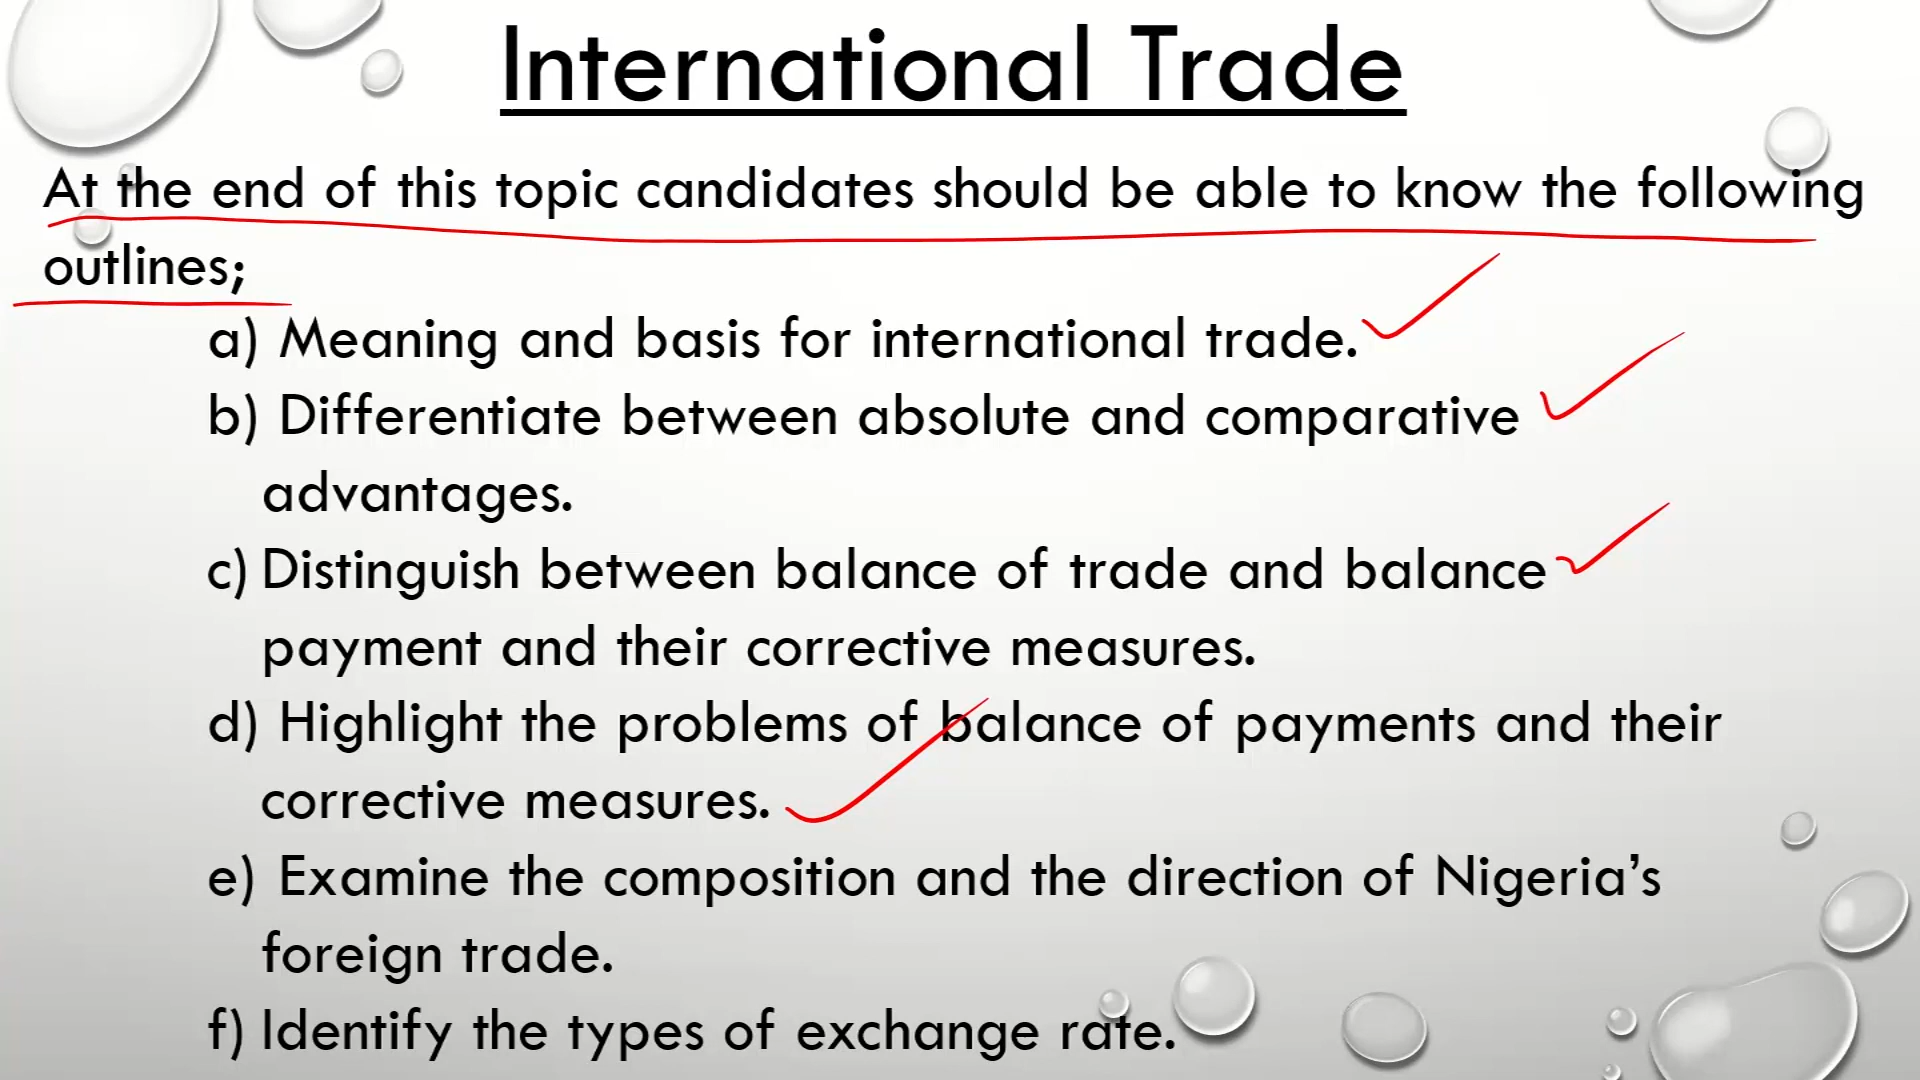 International Trade
At the end of this topic candidates should be able to know the following
outlines;
a) Meaning and basis for international trade.
b) Differentiate between absolute and comparative
advantages.
c) Distinguish between balance of trade and balance
payment and their corrective measures.
d) Highlight the problems of balance of payments and their
corrective measures.
e) Examine the composition and the direction of Nigeria’s
foreign trade.
f) Identify the types of exchange rate.